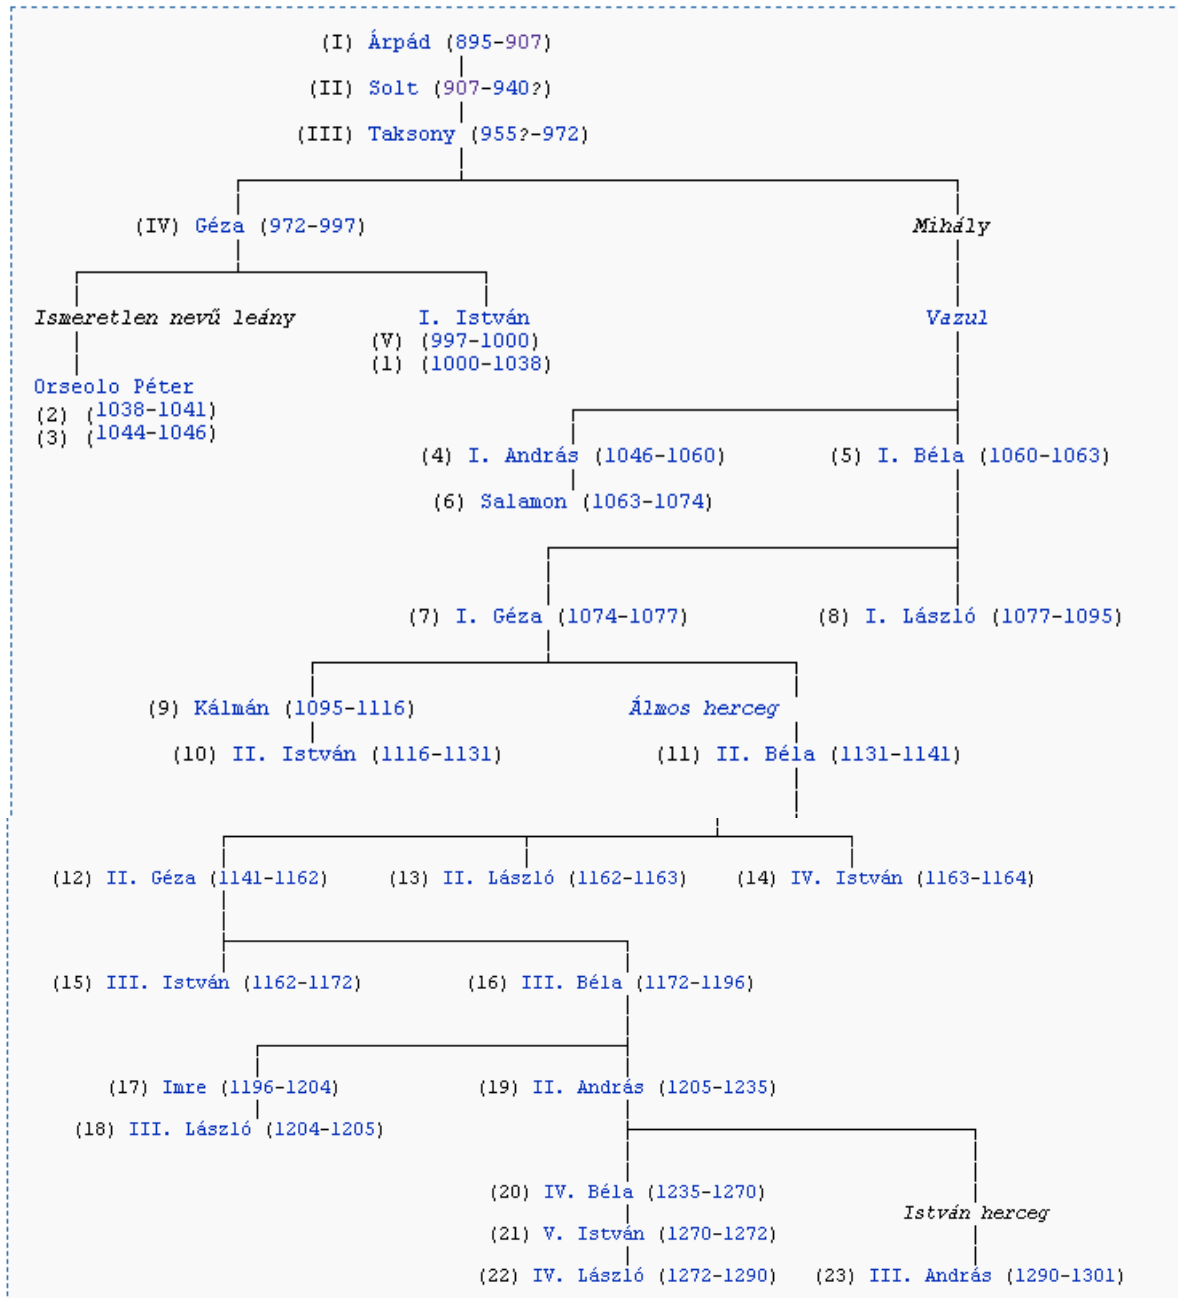 (I) Árpád (895-907)
(II) Solt (907-940?)
(III) Taksony (955?-972)
(IV) Géza (972-997) Mihály
Ismeretlen nevű leány I. István Vazul
(V) (997-1000)
(1) (1000-1038)
Orseolo Péter
(2) (1038-1041)
(3) (1044-1046)
(4) I. András (1046-1060) (5) I. Béla (1060-1063)
(6) Salamon (1063-1074)
(7) I. Géza (1074-1077) (8) I. László (1077-1095)
(9) Kálmán (1095-1116) Álmos herceg
(10) II. István (1116-1131) (11) II. Béla (1131-1141)
(12) II. Géza (1141-1162) (13) II. László (1162-1163) (14) IV. István (1163-1164)
(15) III. István (1162-1172) (16) III. Béla (1172-1196)
(17) Imre (1196-1204) (19) II. András (1205-1235)
(18) III. László (1204-1205)
(20) IV. Béla (1235-1270)
István herceg
(21) V. István (1270-1272)
(22) IV. László (1272-1290) (23) III. András (1290-1301)